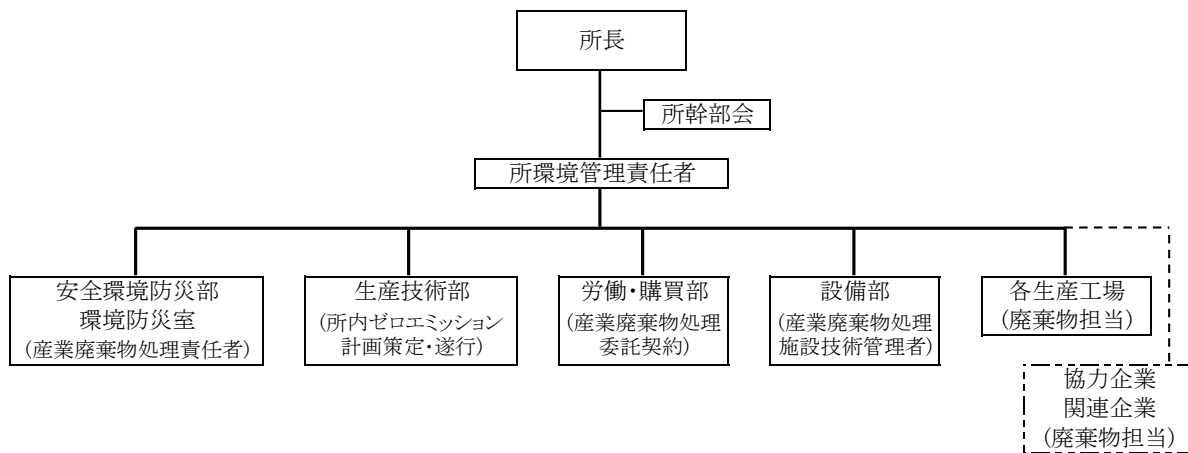 所長
所幹部会
所環境管理責任者
安全環境防災部
環境防災室
(産業廃棄物処理責任者)
生産技術部
(所内ゼロエミッション
計画策定・遂行)
労働・購買部
(産業廃棄物処理
委託契約)
設備部
(産業廃棄物処理
施設技術管理者)
各生産工場
(廃棄物担当)
協力企業
関連企業
(廃棄物担当)